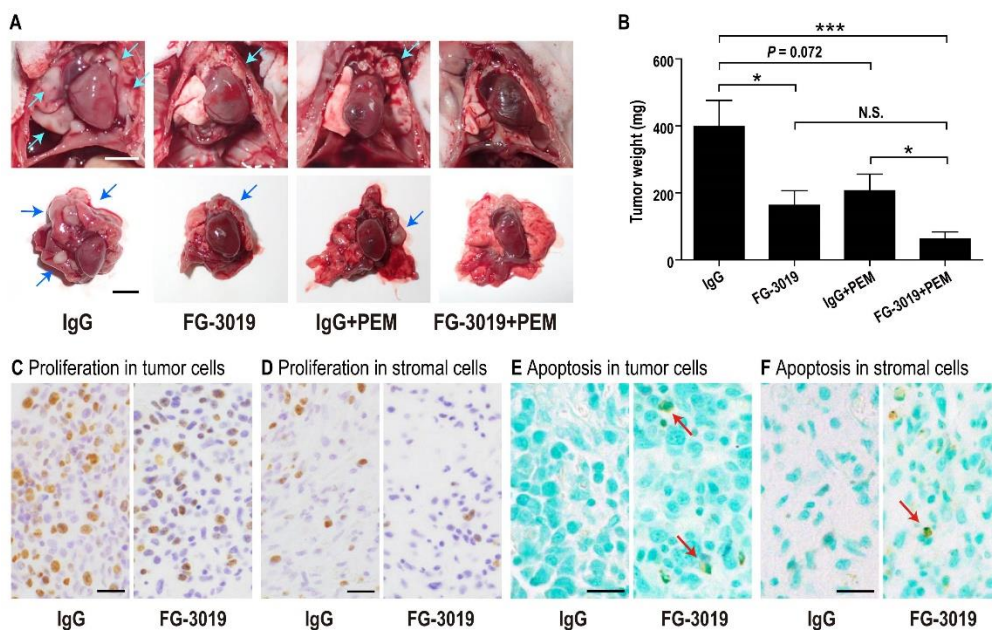 A
IgG
FG-3019
IgG+PEM
FG-3019+PEM
B
***
P = 0.072
*
N.S.
*
Tumor weight (mg)
600
400
200
0
IgG
FG-3019
IgG+PEM
FG-3019+PEM
C Proliferation in tumor cells
D Proliferation in stromal cells
E Apoptosis in tumor cells
F Apoptosis in stromal cells
IgG
FG-3019
IgG
FG-3019
IgG
FG-3019
IgG
FG-3019